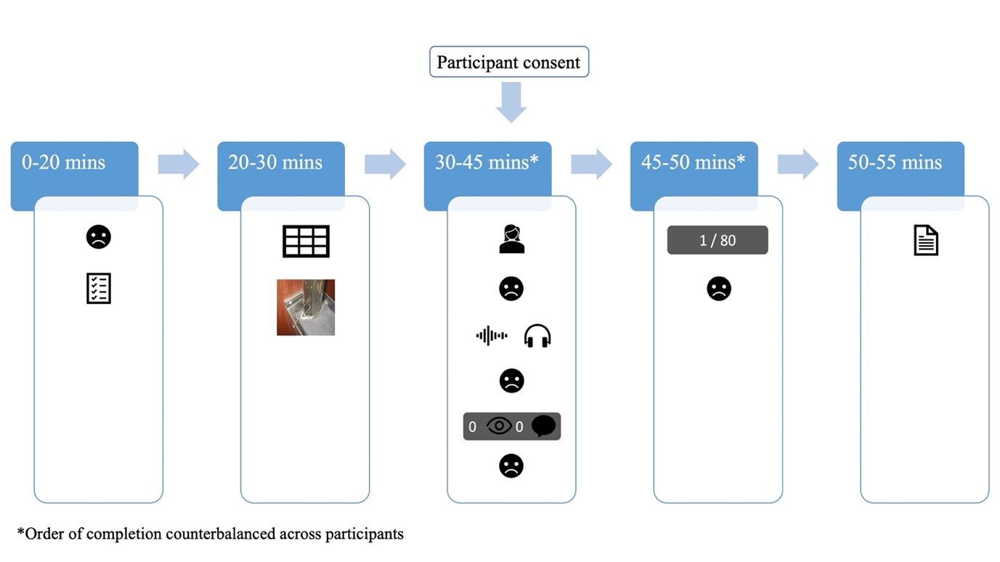 Participant consent
0-20 mins
20-30 mins
30-45 mins*
45-50 mins*
50-55 mins
1 / 80
2
0 0
*Order of completion counterbalanced across participants